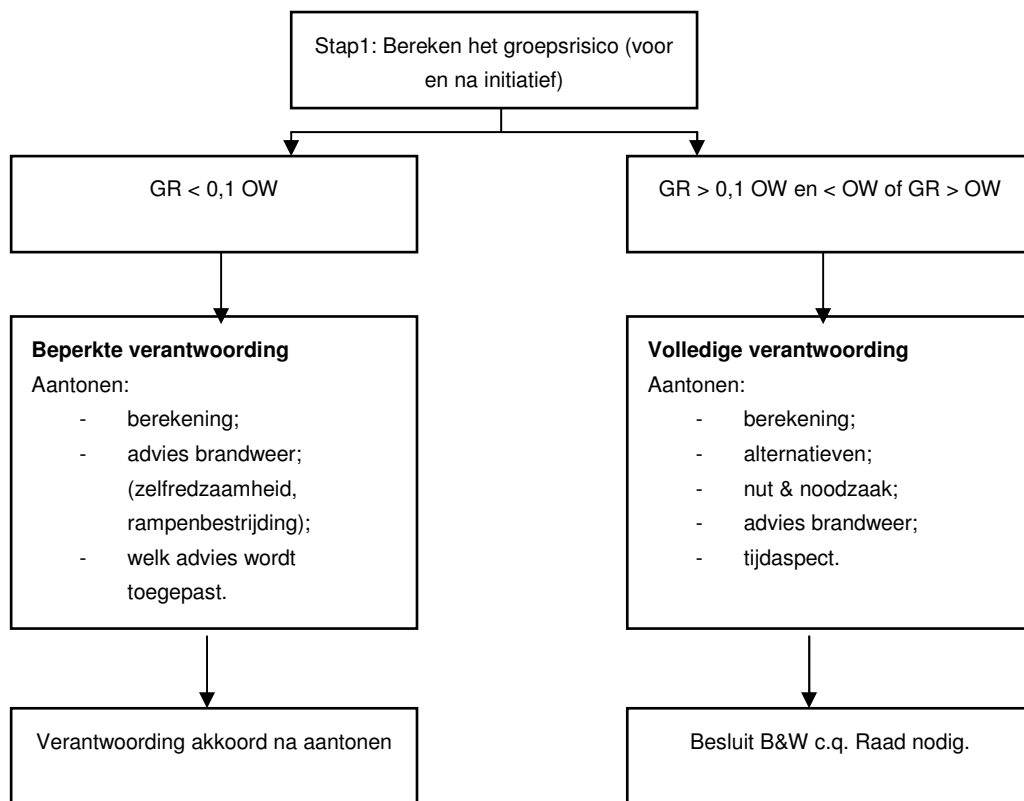 Stap1: Bereken het groepsrisico (voor
en na initiatief)
GR < 0,1 OW
GR > 0,1 OW en < OW of GR > OW
Beperkte verantwoording
Aantonen:
- berekening;
- advies brandweer;
(zelfredzaamheid,
rampenbestrijding);
- welk advies wordt
toegepast.
Volledige verantwoording
Aantonen:
- berekening;
- alternatieven;
- nut & noodzaak;
- advies brandweer;
- tijdaspect.
Verantwoording akkoord na aantonen
Besluit B&W c.q. Raad nodig.